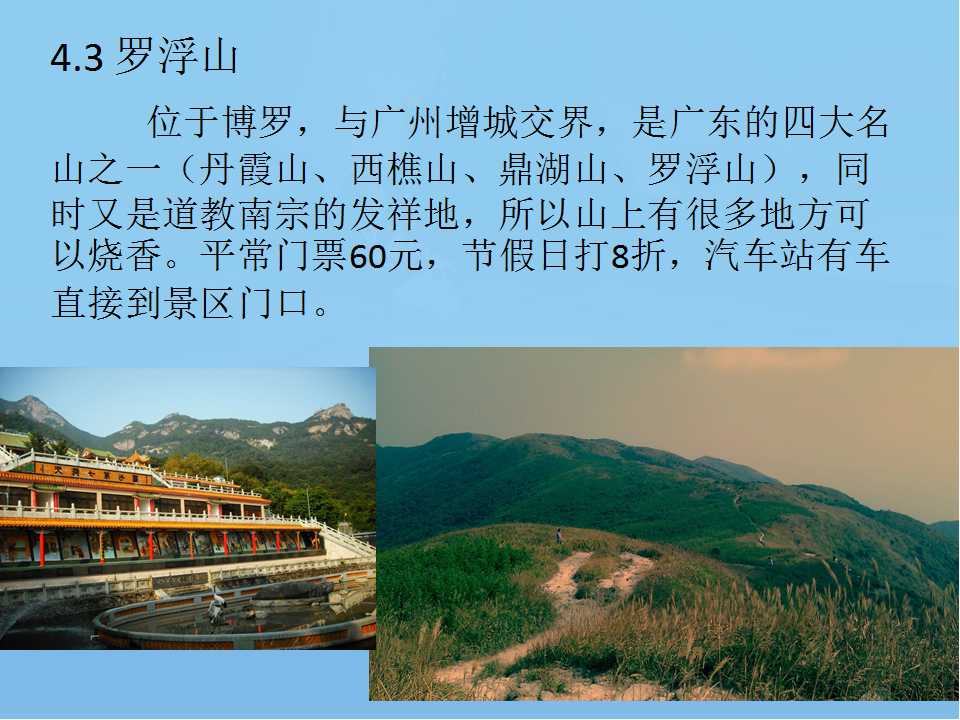 4.3 罗浮山
位于博罗，与广州增城交界，是广东的四大名
山之一（丹霞山、西樵山、鼎湖山、罗浮山），同
时又是道教南宗的发祥地，所以山上有很多地方可
以烧香。平常门票60元，节假日打8折，汽车站有车
直接到景区门口。